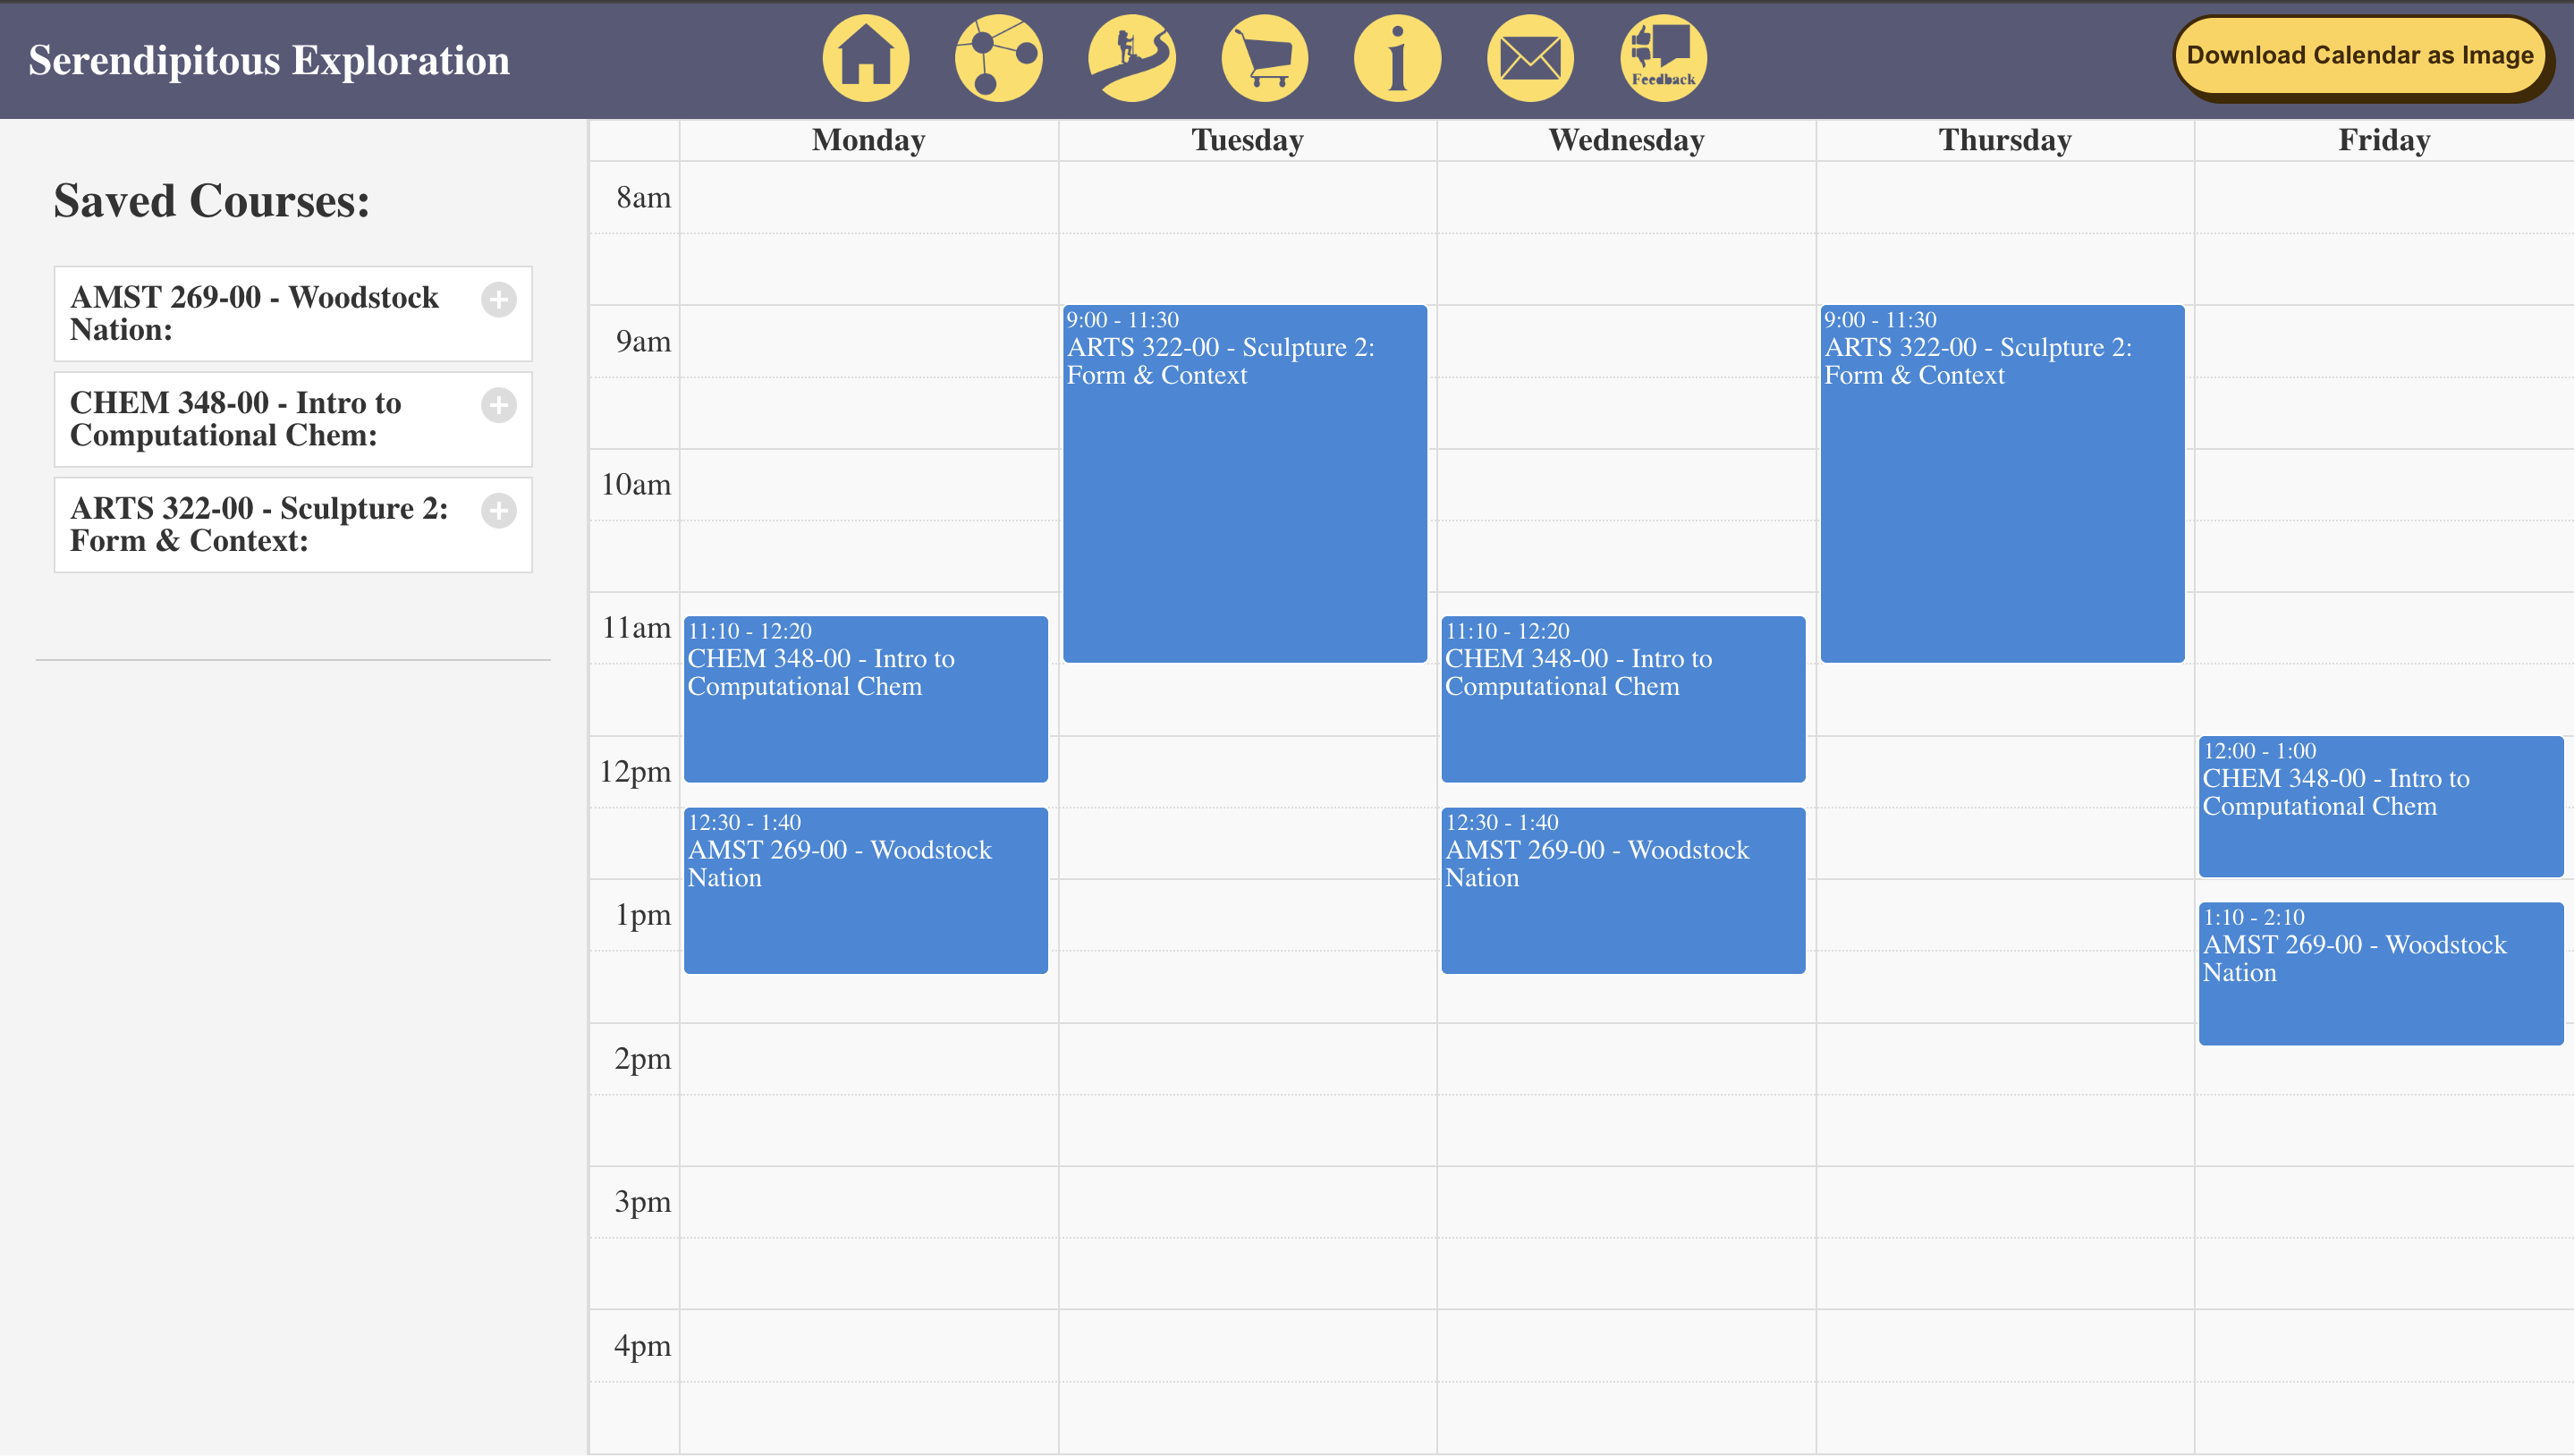 Serendipitous Exploration
Feedback
Download Calendar as Image
Saved Courses:
AMST 269-00 - Woodstock
Nation:
CHEM 348-00 - Intro to
Computational Chem:
ARTS 322-00 - Sculpture 2:
Form & Context:
Monday
Tuesday
Wednesday
Thursday
Friday
8am
9am
10am
11am
12pm
1pm
2pm
3pm
4pm
11:10 - 12:20
CHEM 348-00 - Intro to
Computational Chem
12:30 - 1:40
AMST 269-00 - Woodstock
Nation
9:00 - 11:30
ARTS 322-00 - Sculpture 2:
Form & Context
11:10 - 12:20
CHEM 348-00 - Intro to
Computational Chem
12:30 - 1:40
AMST 269-00 - Woodstock
Nation
9:00 - 11:30
ARTS 322-00 - Sculpture 2:
Form & Context
12:00 - 1:00
CHEM 348-00 - Intro to
Computational Chem
1:10 - 2:10
AMST 269-00 - Woodstock
Nation